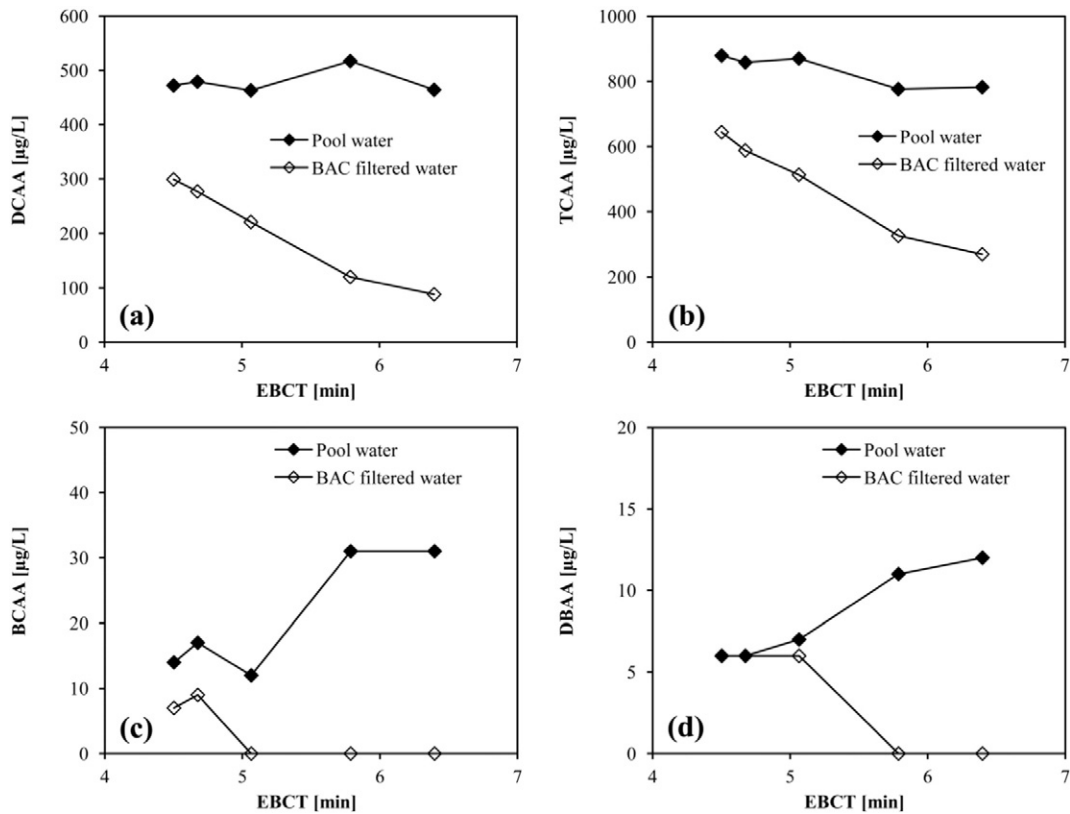 600
500
400
300
200
100
0
DCAA [µg/L]
Pool water
BAC filtered water
(a)
4 5 6 7
EBCT [min]
1000
800
600
400
200
0
TCAA [µg/L]
Pool water
BAC filtered water
(b)
4 5 6 7
EBCT [min]
50
40
30
20
10
0
BCAA [µg/L]
Pool water
BAC filtered water
(c)
4 5 6 7
EBCT [min]
20
15
10
5
0
DBAA [µg/L]
Pool water
BAC filtered water
(d)
4 5 6 7
EBCT [min]